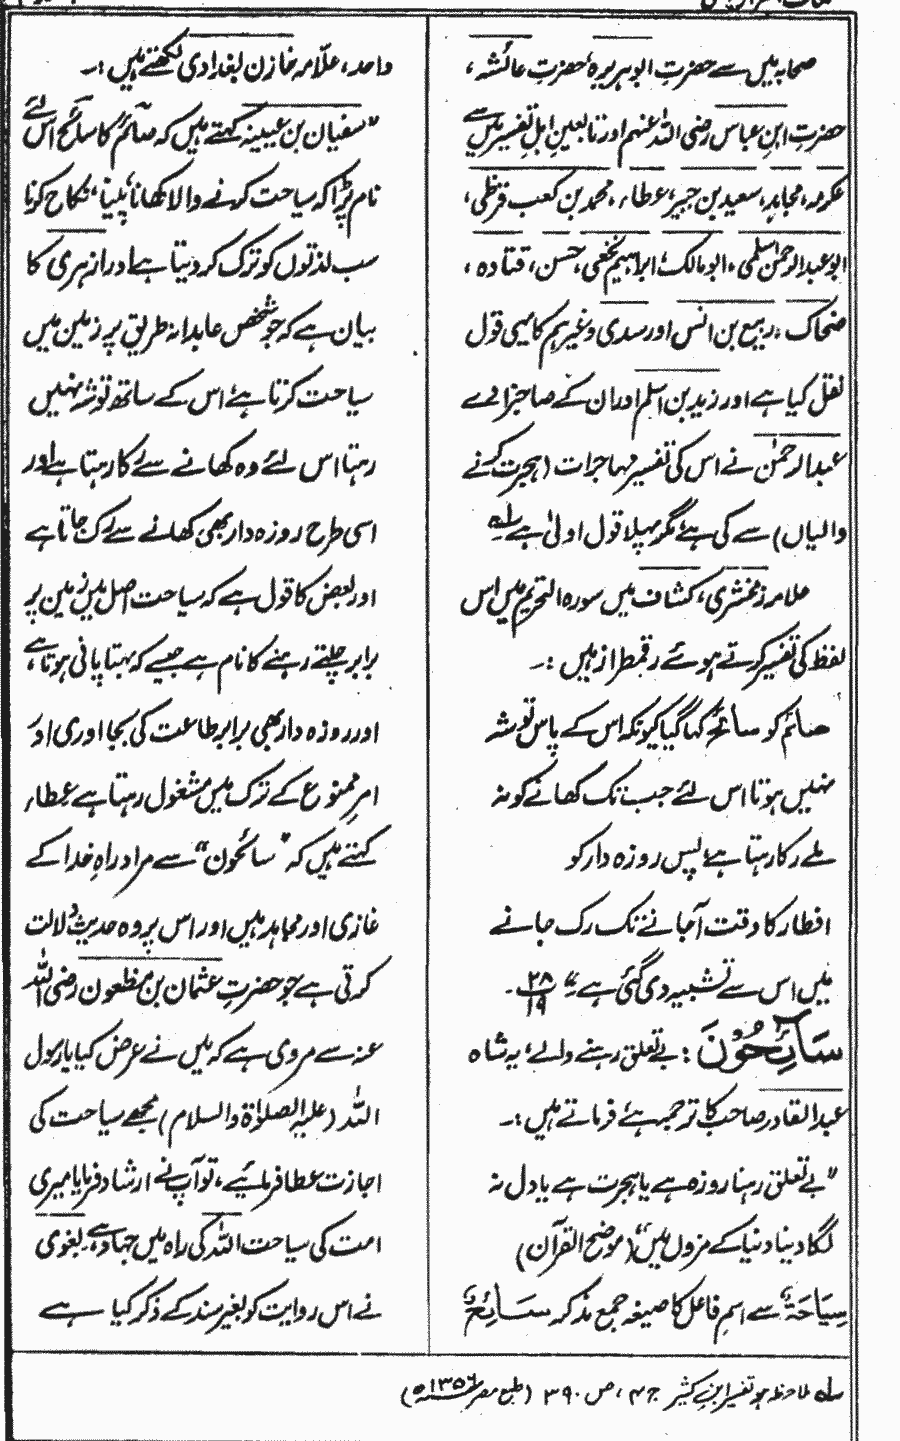 صحابہ میں سے حضرت ابو ہریرہ، حضرت عائشہ،
حضرت ابن عباس رضی اللہ عنہم اور تابعین اہل تفسیر میں سے
عکرمہ، مجاہد، سعید بن جبیر، عطاء، محمد بن کعب قرظی،
ابو عبدالرحمن اسلمی، ابو مالک، ابراہیم نخعی، حسن، قتادہ،
ضحاک، ربیع بن انس اور سدی وغیرہم کا یہی قول
نقل کیا ہے اور زید بن اسلم اور ان کے صاحبزادے
عبدالرحمٰن نے اس کی تفسیر مہاجرات (ہجرت کرنے
والیاں) سے کی ہے، مگر پہلا قول اولیٰ ہے لہ
علامہ زمخشری، کشاف میں سورہ التحریم میں اس
لفظ کی تفسیر کرتے ہوئے رقمطراز ہیں :۔
صائم کو سائح کہا گیا کیونکہ اس کے پاس توشہ
نہیں ہوتا اس لئے جب تک کھانے کو نہ
ملے رکا رہتا ہے، پس روزہ دار کو
افطار کا وقت آجانے تک رک جانے
میں اس سے تشبیہ دی گئی ہے“ ۲۸/۱۹ ۔
سَآئِحُوْنَ : بے تعلق رہنے والے، یہ شاہ
عبدالقادر صاحب کا ترجمہ ہے فرماتے ہیں :۔
”بے تعلق رہنا روزہ ہے یا ہجرت ہے یا دل نہ
لگا دینا دنیا کے مزوں میں“ (موضح القرآن)
سِیَاحَۃٌ سے اسم فاعل کا صیغہ جمع مذکر سَائِحٌ
واحد، علامہ خازن بغدادی لکھتے ہیں :۔
”سفیان بن عیینہ کہتے ہیں کہ صائم کا سائح اس لئے
نام پڑا کہ سیاحت کرنے والا کھانا، پینا، نکاح کرنا
سب لذتوں کو ترک کر دیتا ہے اور ازہری کا
بیان ہے کہ جو شخص عابدانہ طریق پر زمین میں
سیاحت کرتا ہے اس کے ساتھ توشہ نہیں
رہتا اس لئے وہ کھانے سے رکا رہتا ہے اور
اسی طرح روزہ دار بھی کھانے سے رک جاتا ہے
اور بعض کا قول ہے کہ سیاحت اصل میں زمین پر
برابر چلتے رہنے کا نام ہے جیسے کہ بہتا پانی ہوتا ہے،
اور روزہ دار بھی برابر طاعت کی بجا آوری اور
امر ممنوع کے ترک میں مشغول رہتا ہے عطاء
کہتے ہیں کہ ”سائحون“ سے مراد راہِ خدا کے
غازی اور مجاہد ہیں اور اس پر وہ حدیث دلالت
کرتی ہے جو حضرت عثمان بن مظعون رضی اللہ
عنہ سے مروی ہے کہ میں نے عرض کیا یا رسول
اللہ (علیہ الصلوٰۃ والسلام) مجھے سیاحت کی
اجازت عطا فرمائیے، تو آپ نے ارشاد فرمایا میری
امت کی سیاحت اللہ کی راہ میں جہاد ہے، بغوی
نے اس روایت کو بغیر سند کے ذکر کیا ہے
لہ ملاحظہ ہو تفسیر ابن کثیر ج ۴، ص ۳۹۰ (طبع مصر ۱۳۵۶ھ)